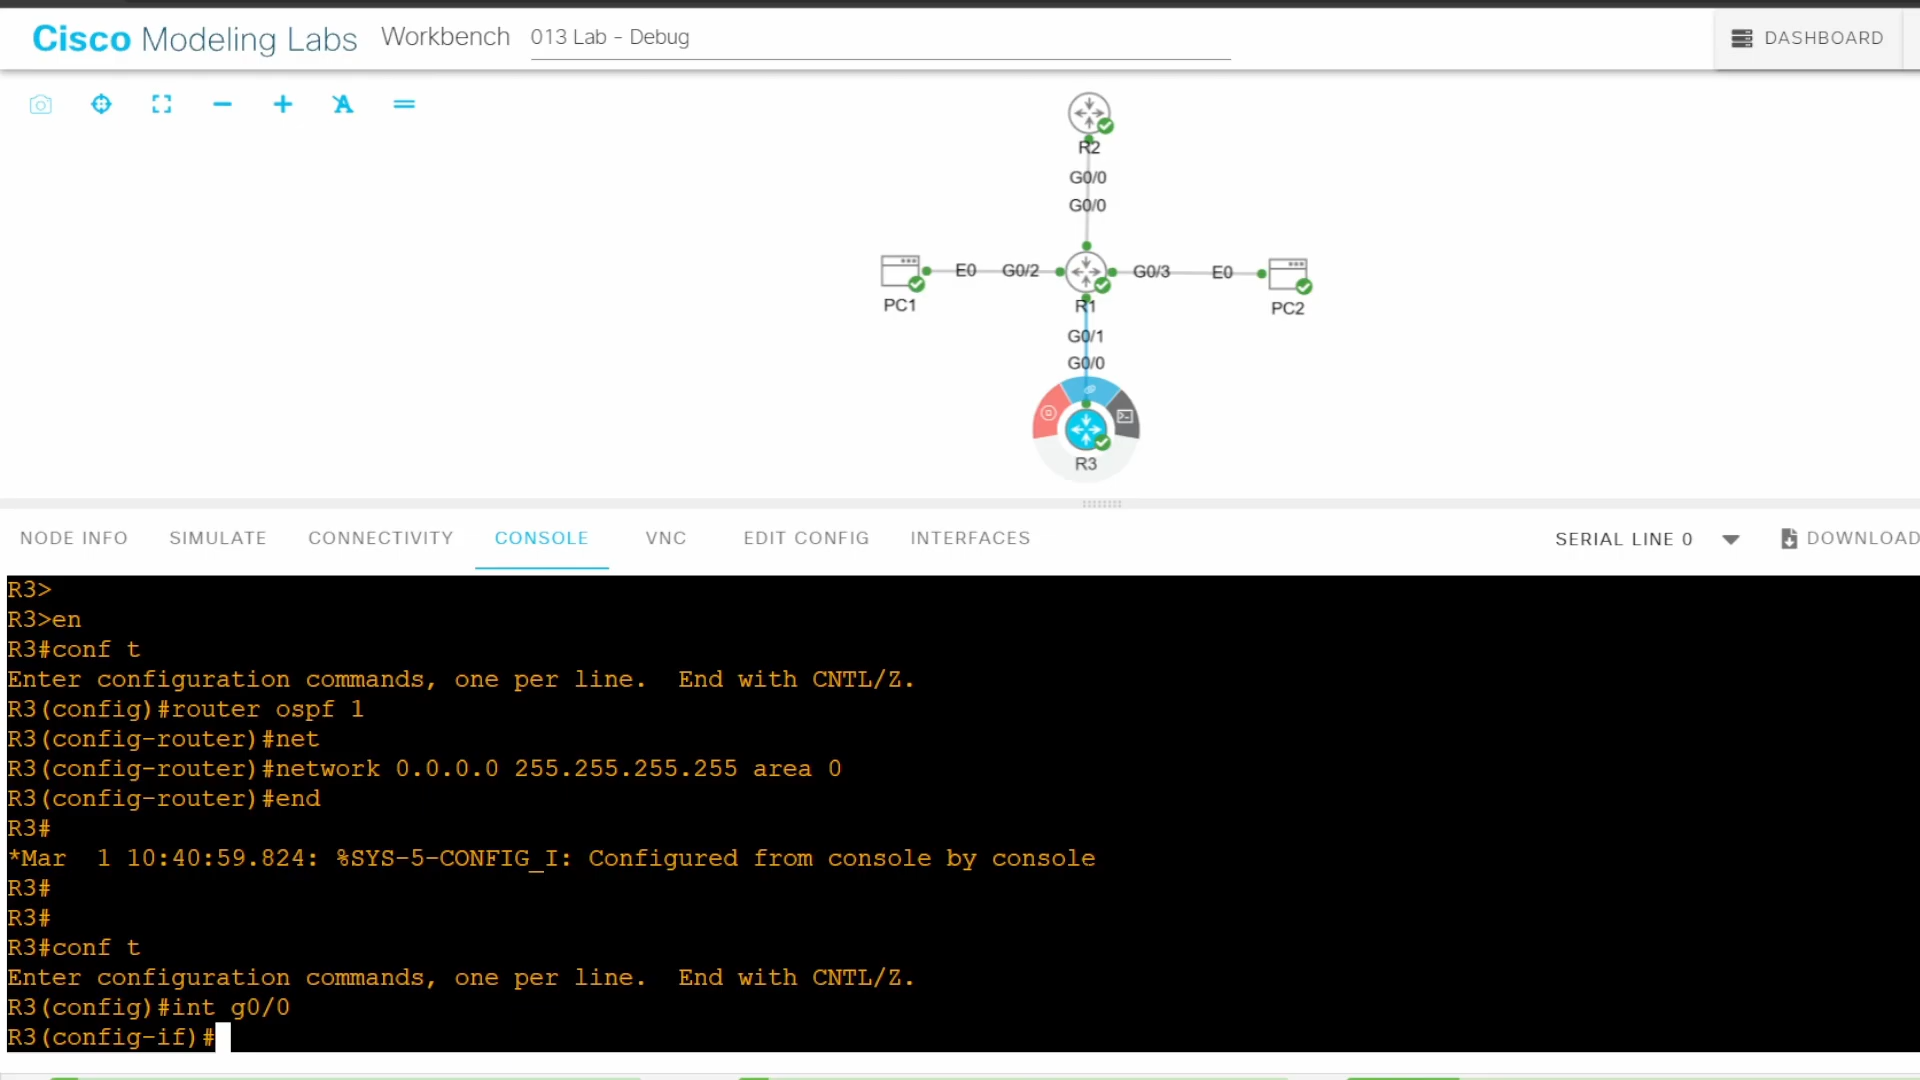 Cisco Modeling Labs Workbench 013 Lab - Debug DASHBOARD
R2
G0/0
G0/0
PC1 E0 G0/2 R1 G0/3 E0 PC2
G0/1
G0/0
R3
NODE INFO SIMULATE CONNECTIVITY CONSOLE VNC EDIT CONFIG INTERFACES SERIAL LINE 0 DOWNLOAD
R3>
R3>en
R3#conf t
Enter configuration commands, one per line.  End with CNTL/Z.
R3(config)#router ospf 1
R3(config-router)#net
R3(config-router)#network 0.0.0.0 255.255.255.255 area 0
R3(config-router)#end
R3#
*Mar  1 10:40:59.824: %SYS-5-CONFIG_I: Configured from console by console
R3#
R3#
R3#conf t
Enter configuration commands, one per line.  End with CNTL/Z.
R3(config)#int g0/0
R3(config-if)#